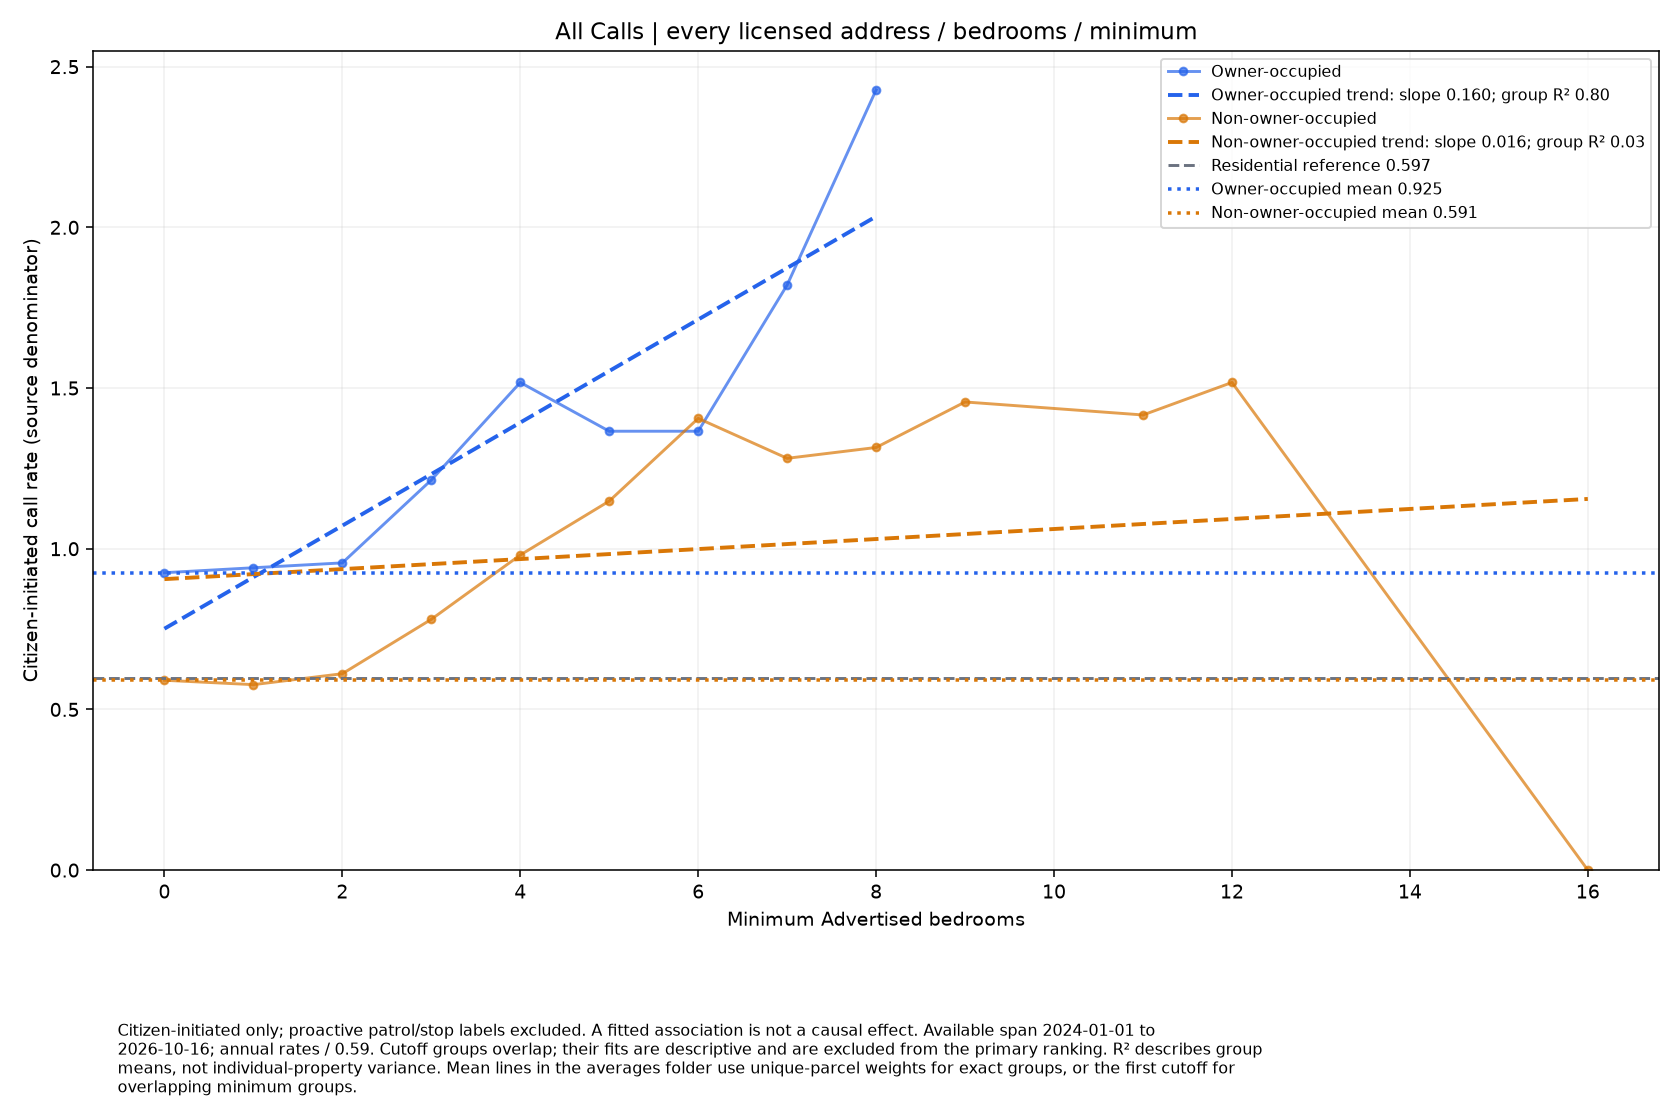 All Calls | every licensed address / bedrooms / minimum
2.5
2.0
1.5
1.0
0.5
0.0
Citizen-initiated call rate (source denominator)
Owner-occupied
Owner-occupied trend: slope 0.160; group R² 0.80
Non-owner-occupied
Non-owner-occupied trend: slope 0.016; group R² 0.03
Residential reference 0.597
Owner-occupied mean 0.925
Non-owner-occupied mean 0.591
0 2 4 6 8 10 12 14 16
Minimum Advertised bedrooms
Citizen-initiated only; proactive patrol/stop labels excluded. A fitted association is not a causal effect. Available span 2024-01-01 to
2026-10-16; annual rates / 0.59. Cutoff groups overlap; their fits are descriptive and are excluded from the primary ranking. R² describes group
means, not individual-property variance. Mean lines in the averages folder use unique-parcel weights for exact groups, or the first cutoff for
overlapping minimum groups.